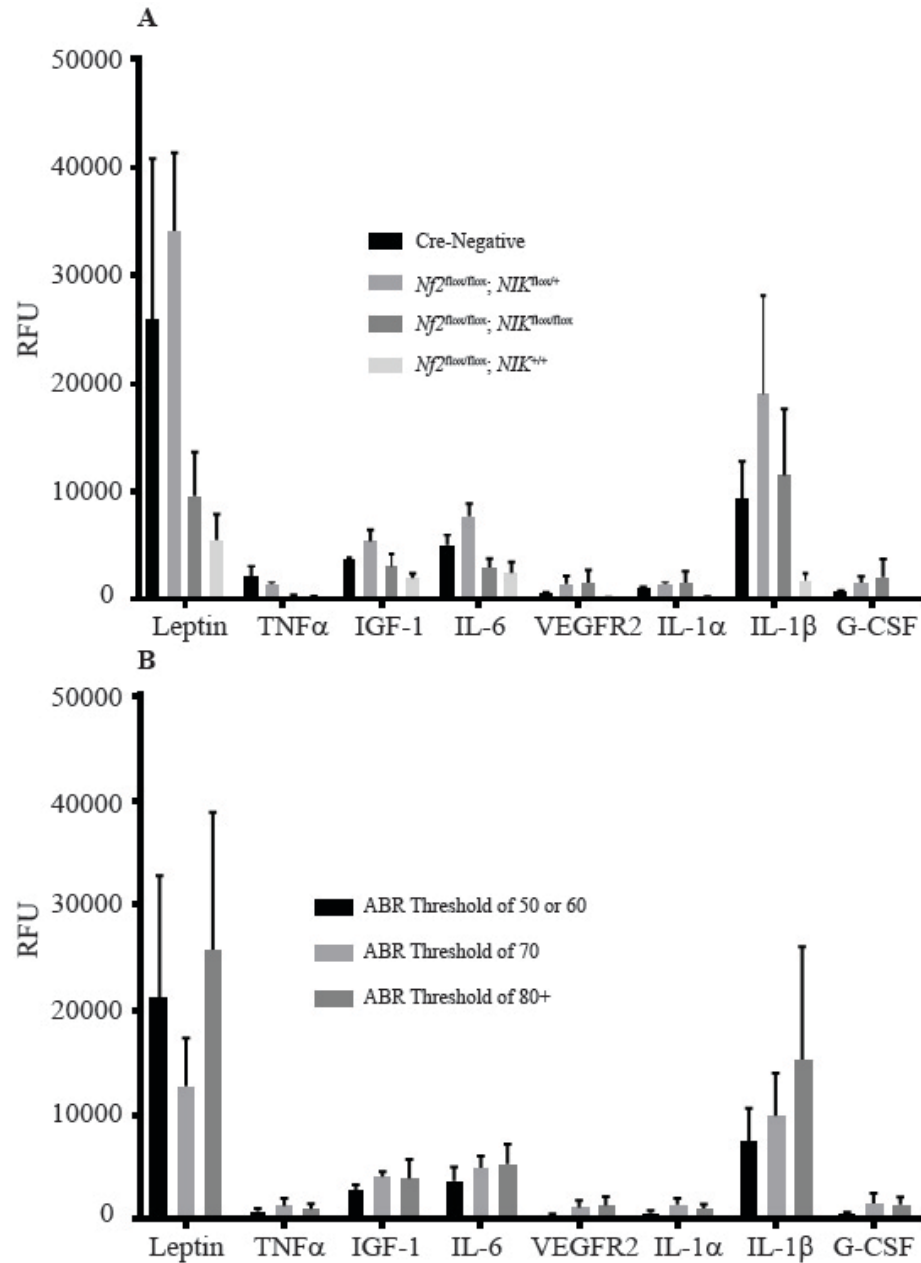 A
50000
40000
30000
20000
10000
0
RFU
Cre-Negative
Nf2flox/flox; NIKflox/+
Nf2flox/flox; NIKflox/flox
Nf2flox/flox; NIK+/+
Leptin TNFα IGF-1 IL-6 VEGFR2 IL-1α IL-1β G-CSF
B
50000
40000
30000
20000
10000
0
RFU
ABR Threshold of 50 or 60
ABR Threshold of 70
ABR Threshold of 80+
Leptin TNFα IGF-1 IL-6 VEGFR2 IL-1α IL-1β G-CSF